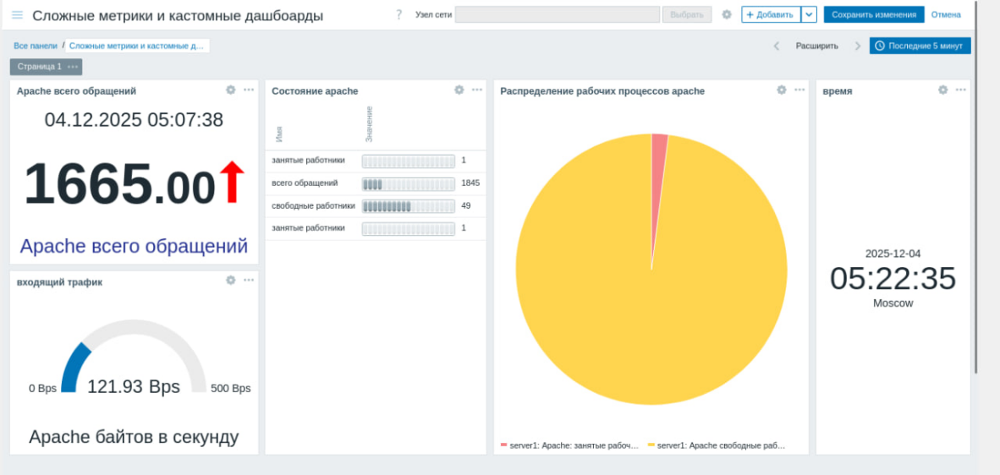 Сложные метрики и кастомные дашбоарды
? Узел сети Выбрать + Добавить Сохранить изменения Отмена
Все панели / Сложные метрики и кастомные д...
Расширить Последние 5 минут
Страница 1
Apache всего обращений
04.12.2025 05:07:38
1665.00
Apache всего обращений
входящий трафик
0 Bps 121.93 Bps 500 Bps
Apache байтов в секунду
Состояние apache
Имя Значение
занятые работники 1
всего обращений 1845
свободные работники 49
занятые работники 1
Распределение рабочих процессов apache
server1: Apache: занятые рабоч... server1: Apache свободные раб...
время
2025-12-04
05:22:35
Moscow